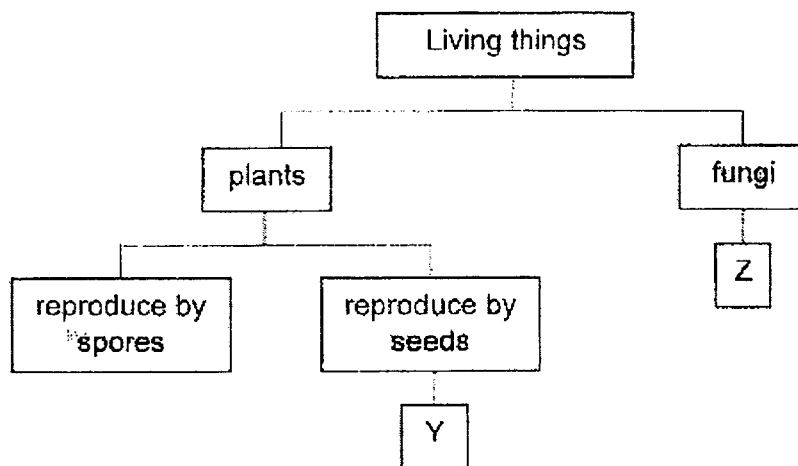 Living things
plants
fungi
Z
reproduce by
spores
reproduce by
seeds
Y